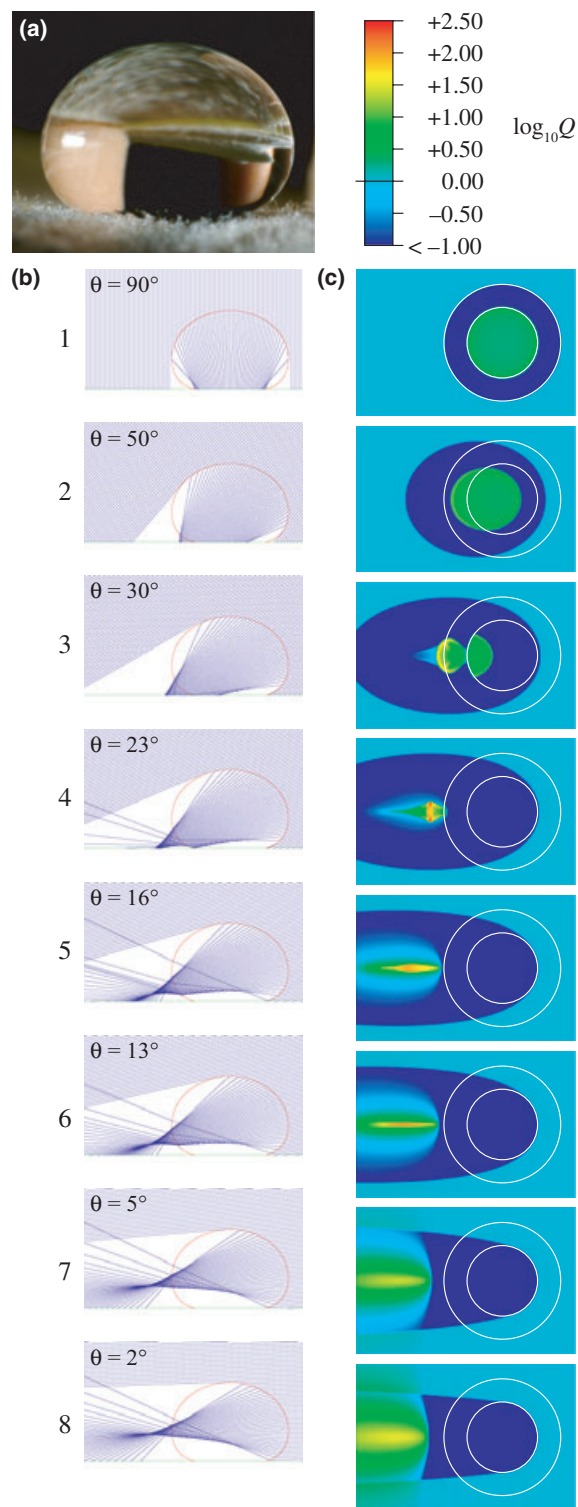 (a)
+2.50
+2.00
+1.50
+1.00
+0.50
0.00
−0.50
< −1.00
log₁₀Q
(b)
(c)
1
θ = 90°
2
θ = 50°
3
θ = 30°
4
θ = 23°
5
θ = 16°
6
θ = 13°
7
θ = 5°
8
θ = 2°